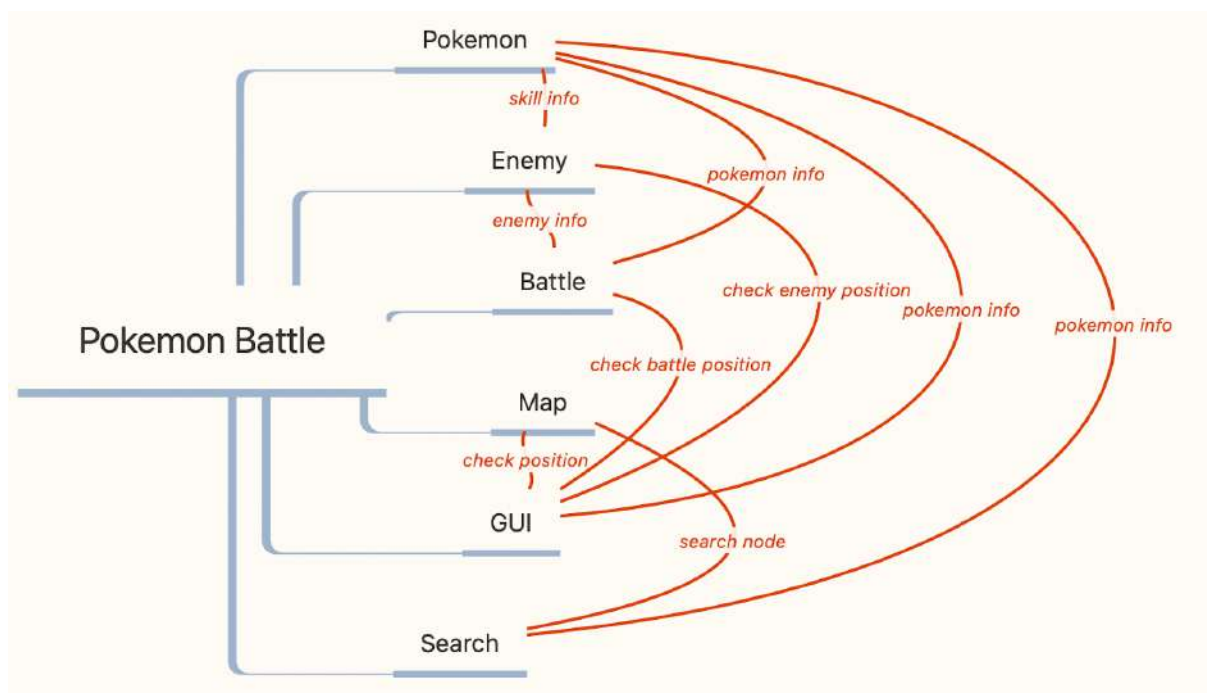 Pokemon
skill info
Enemy
pokemon info
enemy info
Battle
check enemy position
pokemon info
pokemon info
Pokemon Battle
check battle position
Map
check position
GUI
search node
Search